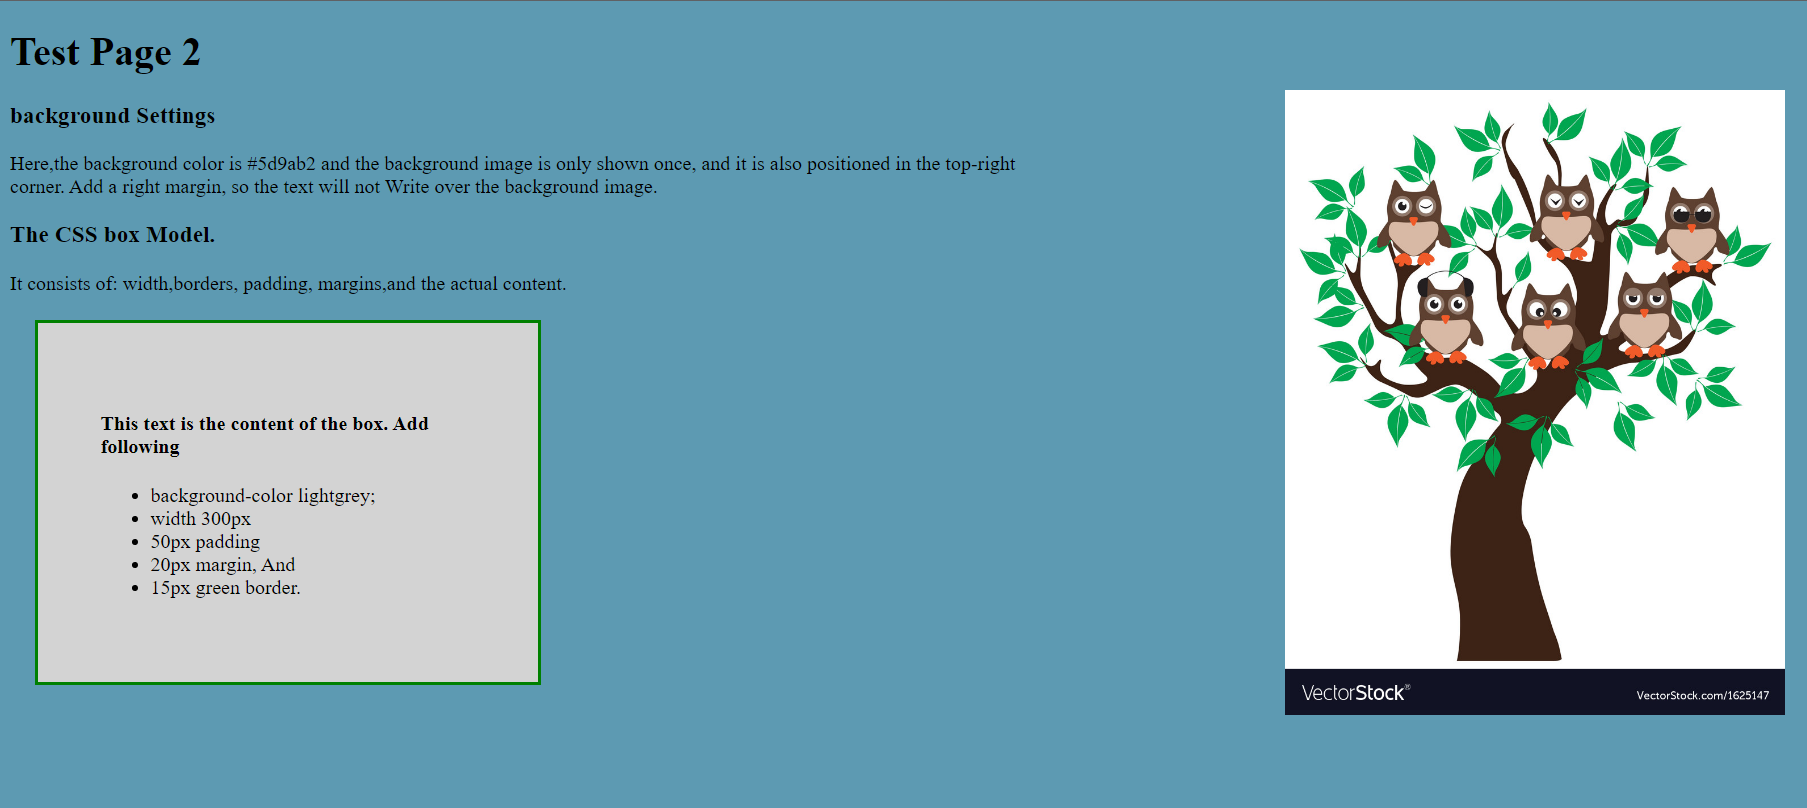 Test Page 2
background Settings
Here,the background color is #5d9ab2 and the background image is only shown once, and it is also positioned in the top-right
corner. Add a right margin, so the text will not Write over the background image.
The CSS box Model.
It consists of: width,borders, padding, margins,and the actual content.
This text is the content of the box. Add
following
• background-color lightgrey;
• width 300px
• 50px padding
• 20px margin, And
• 15px green border.
VectorStock®
VectorStock.com/1625147